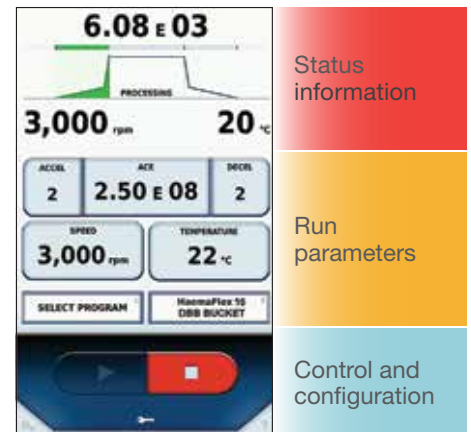 6.08 E 03
PROCESSING
3,000 rpm 20 °C
ACCEL ACE DECEL
2 2.50 E 08 2
SPEED TEMPERATURE
3,000 rpm 22 °C
SELECT PROGRAM HaemaFlex 16
DBB BUCKET
Status
information
Run
parameters
Control and
configuration